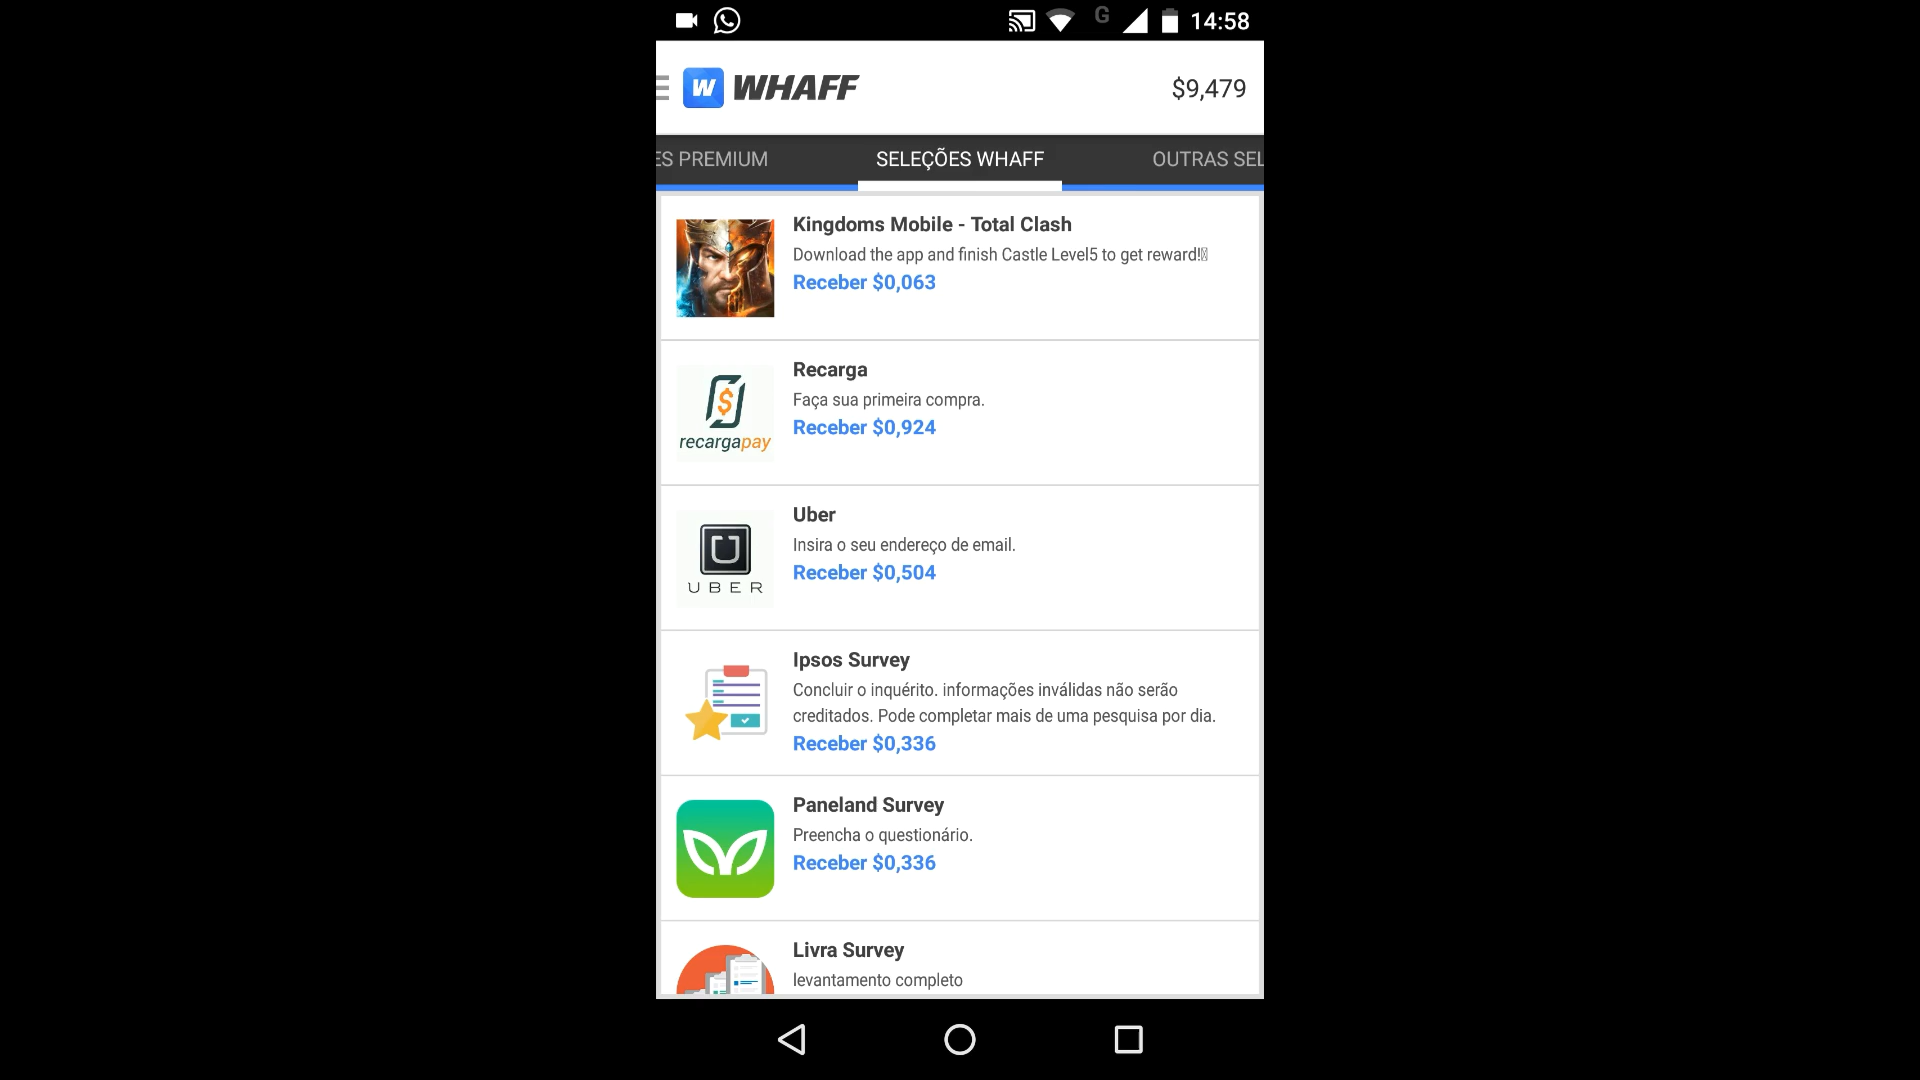 G 14:58
W WHAFF $9,479
ES PREMIUM SELEÇÕES WHAFF OUTRAS SEL
Kingdoms Mobile - Total Clash
Download the app and finish Castle Level5 to get reward!
Receber $0,063
Recarga
Faça sua primeira compra.
Receber $0,924
recargapay
Uber
Insira o seu endereço de email.
Receber $0,504
UBER
Ipsos Survey
Concluir o inquérito. informações inválidas não serão
creditados. Pode completar mais de uma pesquisa por dia.
Receber $0,336
Paneland Survey
Preencha o questionário.
Receber $0,336
Livra Survey
levantamento completo